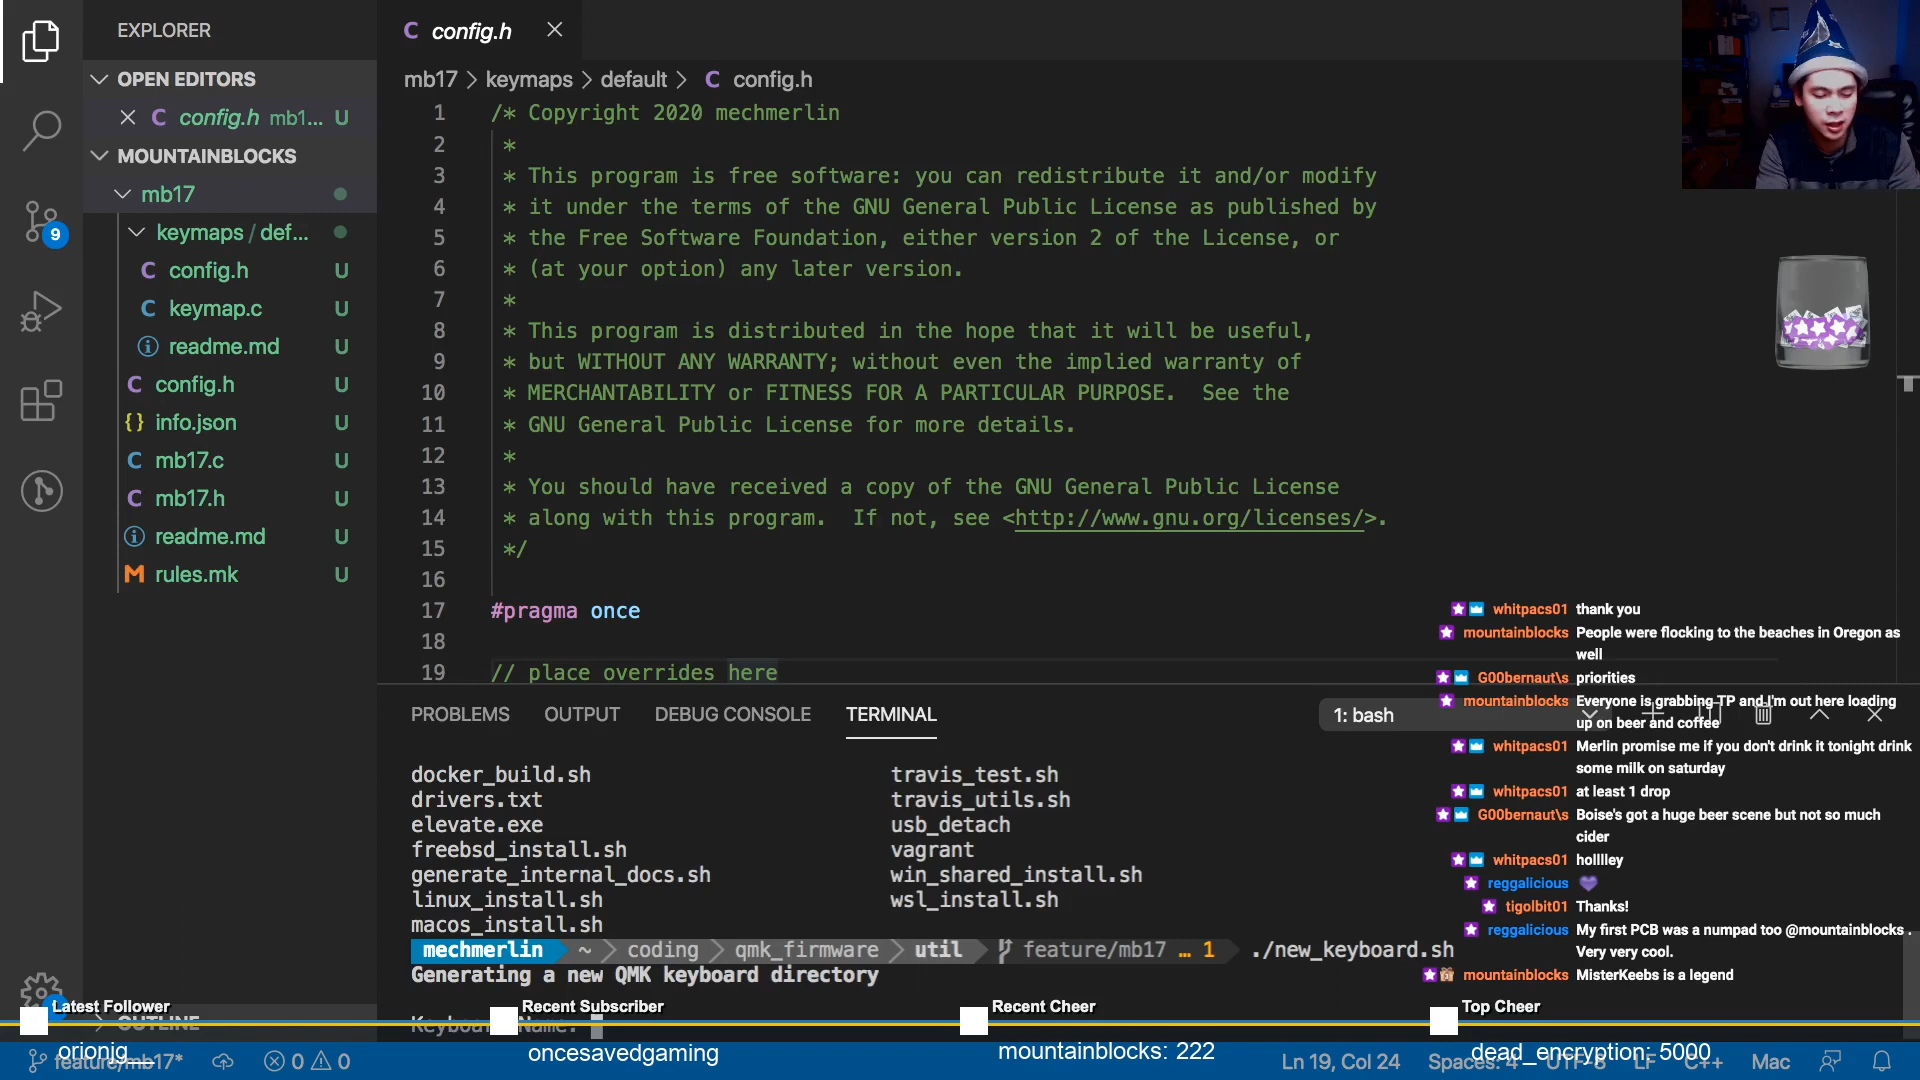 EXPLORER
OPEN EDITORS
config.h mb1... U
MOUNTAINBLOCKS
mb17
keymaps / def...
config.h U
keymap.c U
readme.md U
config.h U
info.json U
mb17.c U
mb17.h U
readme.md U
rules.mk U
OUTLINE
9
config.h
mb17 > keymaps > default > C config.h
1 /* Copyright 2020 mechmerlin
2 *
3 * This program is free software: you can redistribute it and/or modify
4 * it under the terms of the GNU General Public License as published by
5 * the Free Software Foundation, either version 2 of the License, or
6 * (at your option) any later version.
7 *
8 * This program is distributed in the hope that it will be useful,
9 * but WITHOUT ANY WARRANTY; without even the implied warranty of
10 * MERCHANTABILITY or FITNESS FOR A PARTICULAR PURPOSE.  See the
11 * GNU General Public License for more details.
12 *
13 * You should have received a copy of the GNU General Public License
14 * along with this program.  If not, see <http://www.gnu.org/licenses/>.
15 */
16
17 #pragma once
18
19 // place overrides here
PROBLEMS OUTPUT DEBUG CONSOLE TERMINAL
1: bash
docker_build.sh travis_test.sh
drivers.txt travis_utils.sh
elevate.exe usb_detach
freebsd_install.sh vagrant
generate_internal_docs.sh win_shared_install.sh
linux_install.sh wsl_install.sh
macos_install.sh
mechmerlin ~ coding qmk_firmware util feature/mb17 … 1 ./new_keyboard.sh
Generating a new QMK keyboard directory
Keyboard Name:
whitpacs01 thank you
mountainblocks People were flocking to the beaches in Oregon as
well
G00bernaut\s priorities
mountainblocks Everyone is grabbing TP and I'm out here loading
up on beer and coffee
whitpacs01 Merlin promise me if you don't drink it tonight drink
some milk on saturday
whitpacs01 at least 1 drop
G00bernaut\s Boise's got a huge beer scene but not so much
cider
whitpacs01 holllley
reggalicious
tigolbit01 Thanks!
reggalicious My first PCB was a numpad too @mountainblocks .
Very very cool.
mountainblocks MisterKeebs is a legend
Latest Follower Recent Subscriber Recent Cheer Top Cheer
orionjg__ oncesavedgaming mountainblocks: 222 dead_encryption: 5000
feature/mb17* 0 0 Ln 19, Col 24 Spaces: 4 UTF-8 LF C++ Mac